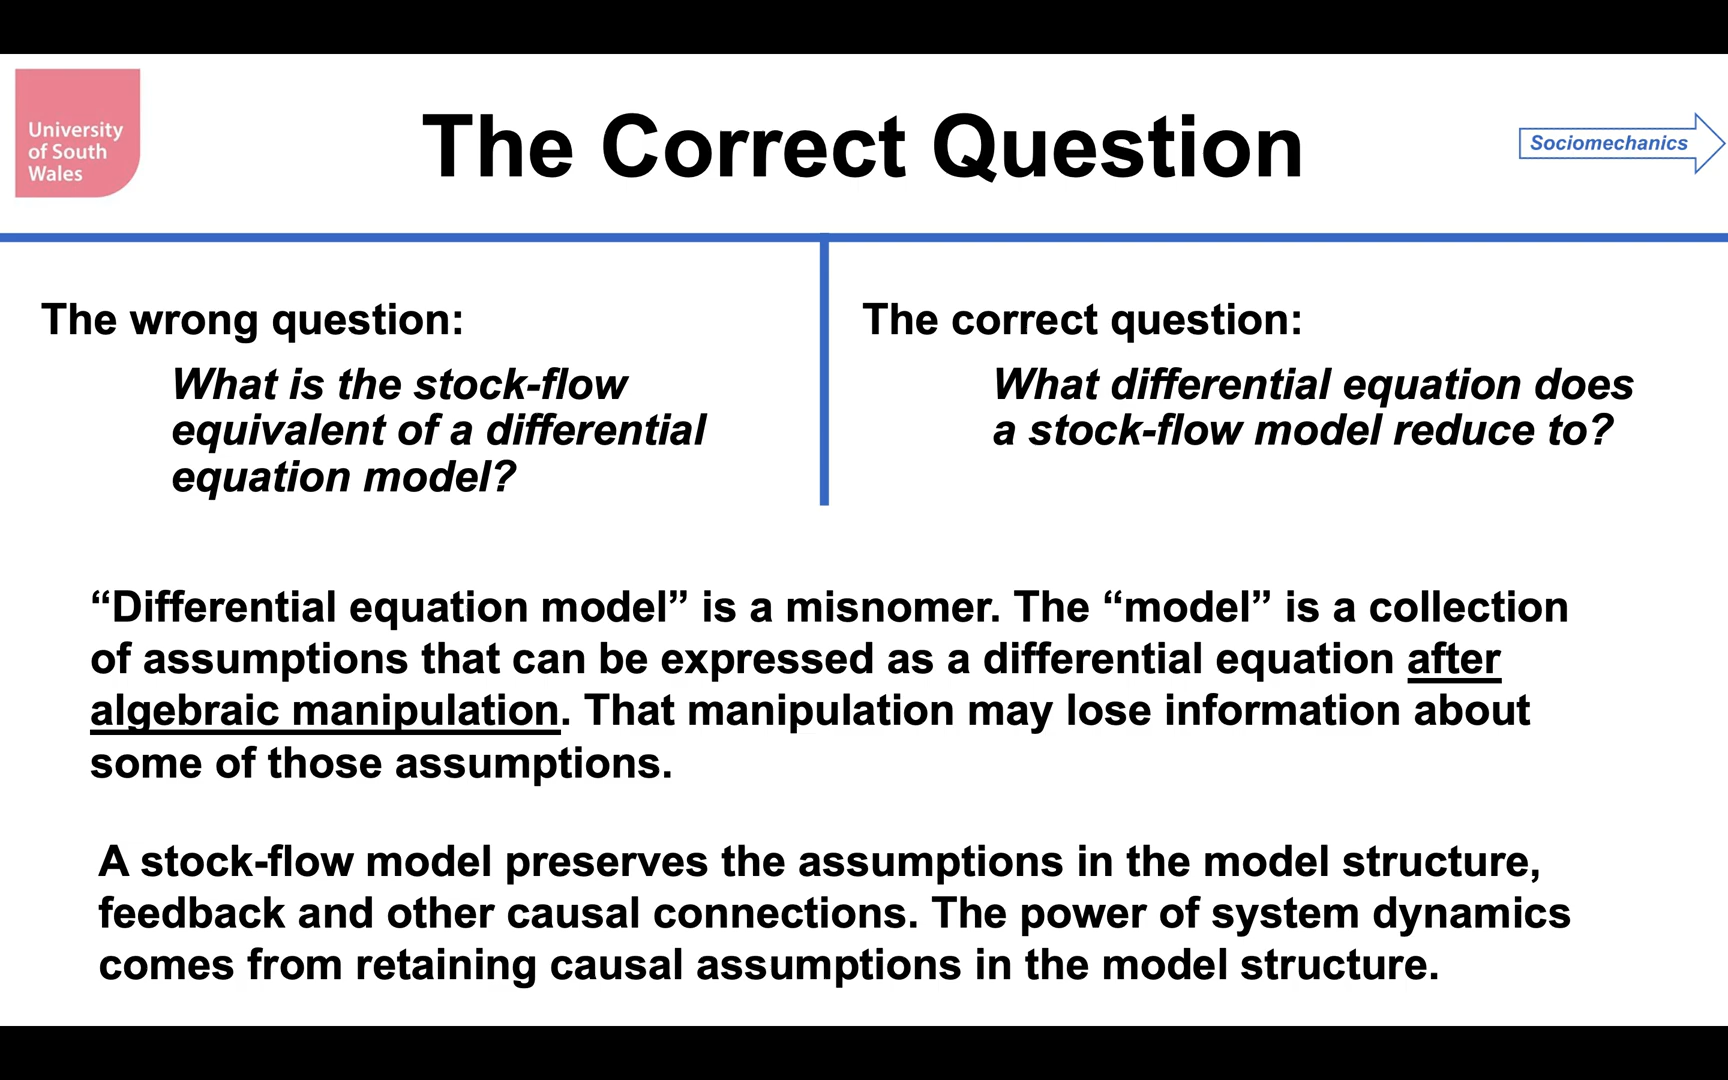 University
of South
Wales
The Correct Question
Sociomechanics
The wrong question:
What is the stock-flow
equivalent of a differential
equation model?
The correct question:
What differential equation does
a stock-flow model reduce to?
“Differential equation model” is a misnomer. The “model” is a collection
of assumptions that can be expressed as a differential equation after
algebraic manipulation. That manipulation may lose information about
some of those assumptions.
A stock-flow model preserves the assumptions in the model structure,
feedback and other causal connections. The power of system dynamics
comes from retaining causal assumptions in the model structure.